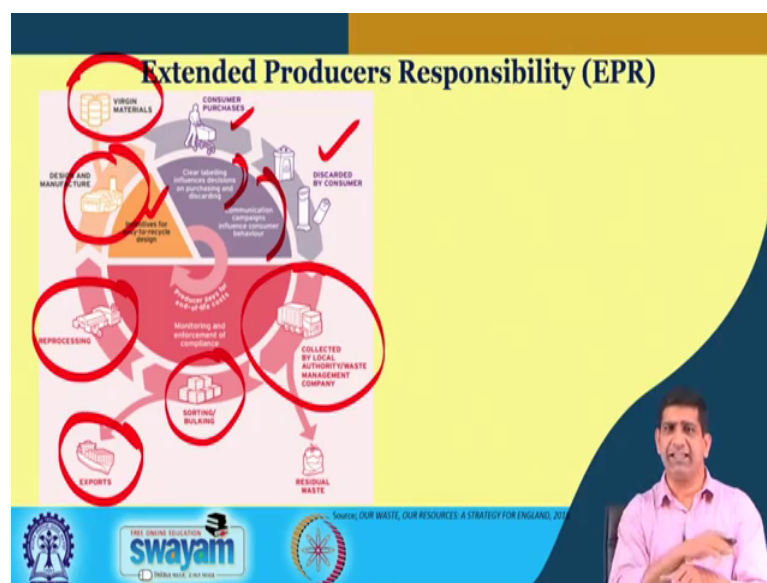 Extended Producers Responsibility (EPR)
VIRGIN
MATERIALS
CONSUMER
PURCHASES
DESIGN AND
MANUFACTURE
Clear labelling
influences decisions
on purchasing and
discarding
DISCARDED
BY CONSUMER
Incentives for
easy-to-recycle
design
Communication
campaigns
influence consumer
behaviour
Producer pays for
end-of-life costs
Monitoring and
enforcement of
compliance
REPROCESSING
COLLECTED
BY LOCAL
AUTHORITY/WASTE
MANAGEMENT
COMPANY
SORTING/
BULKING
EXPORTS
RESIDUAL
WASTE
Source; OUR WASTE, OUR RESOURCES: A STRATEGY FOR ENGLAND,
FREE ONLINE EDUCATION
swayam